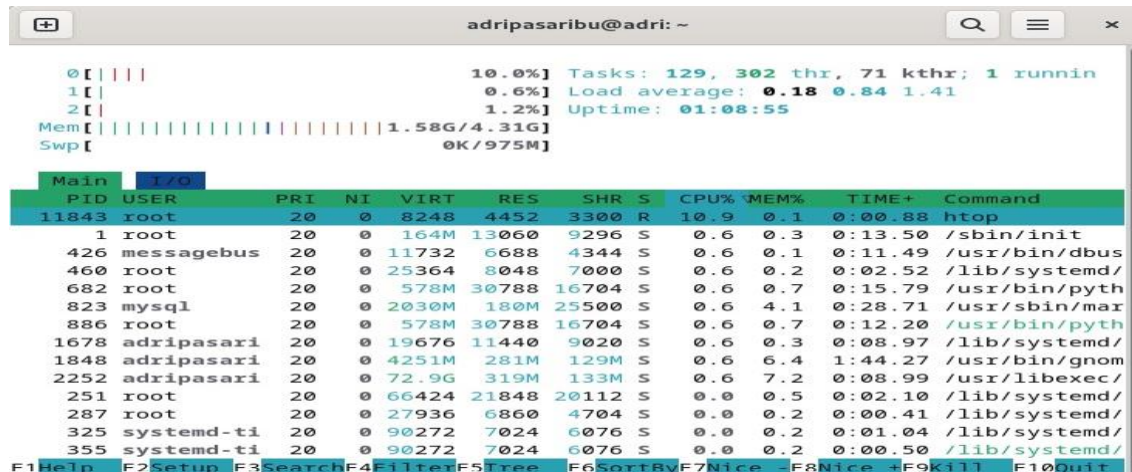 adripasaribu@adri: ~
0[|||| 10.0%] Tasks: 129, 302 thr, 71 kthr; 1 runnin
1[| 0.6%] Load average: 0.18 0.84 1.41
2[| 1.2%] Uptime: 01:08:55
Mem[||||||||||||||||||||||1.58G/4.31G]
Swp[ 0K/975M]
Main I/O
PID USER PRI NI VIRT RES SHR S CPU%▽MEM% TIME+ Command
11843 root 20 0 8248 4452 3300 R 10.9 0.1 0:00.88 htop
1 root 20 0 164M 13060 9296 S 0.6 0.3 0:13.50 /sbin/init
426 messagebus 20 0 11732 6688 4344 S 0.6 0.1 0:11.49 /usr/bin/dbus
460 root 20 0 25364 8048 7000 S 0.6 0.2 0:02.52 /lib/systemd/
682 root 20 0 578M 30788 16704 S 0.6 0.7 0:15.79 /usr/bin/pyth
823 mysql 20 0 2030M 180M 25500 S 0.6 4.1 0:28.71 /usr/sbin/mar
886 root 20 0 578M 30788 16704 S 0.6 0.7 0:12.20 /usr/bin/pyth
1678 adripasari 20 0 19676 11440 9020 S 0.6 0.3 0:08.97 /lib/systemd/
1848 adripasari 20 0 4251M 281M 129M S 0.6 6.4 1:44.27 /usr/bin/gnom
2252 adripasari 20 0 72.9G 319M 133M S 0.6 7.2 0:08.99 /usr/libexec/
251 root 20 0 66424 21848 20112 S 0.0 0.5 0:02.10 /lib/systemd/
287 root 20 0 27936 6860 4704 S 0.0 0.2 0:00.41 /lib/systemd/
325 systemd-ti 20 0 90272 7024 6076 S 0.0 0.2 0:01.04 /lib/systemd/
355 systemd-ti 20 0 90272 7024 6076 S 0.0 0.2 0:00.50 /lib/systemd/
F1Help F2Setup F3SearchF4FilterF5Tree F6SortByF7Nice -F8Nice +F9Kill F10Quit